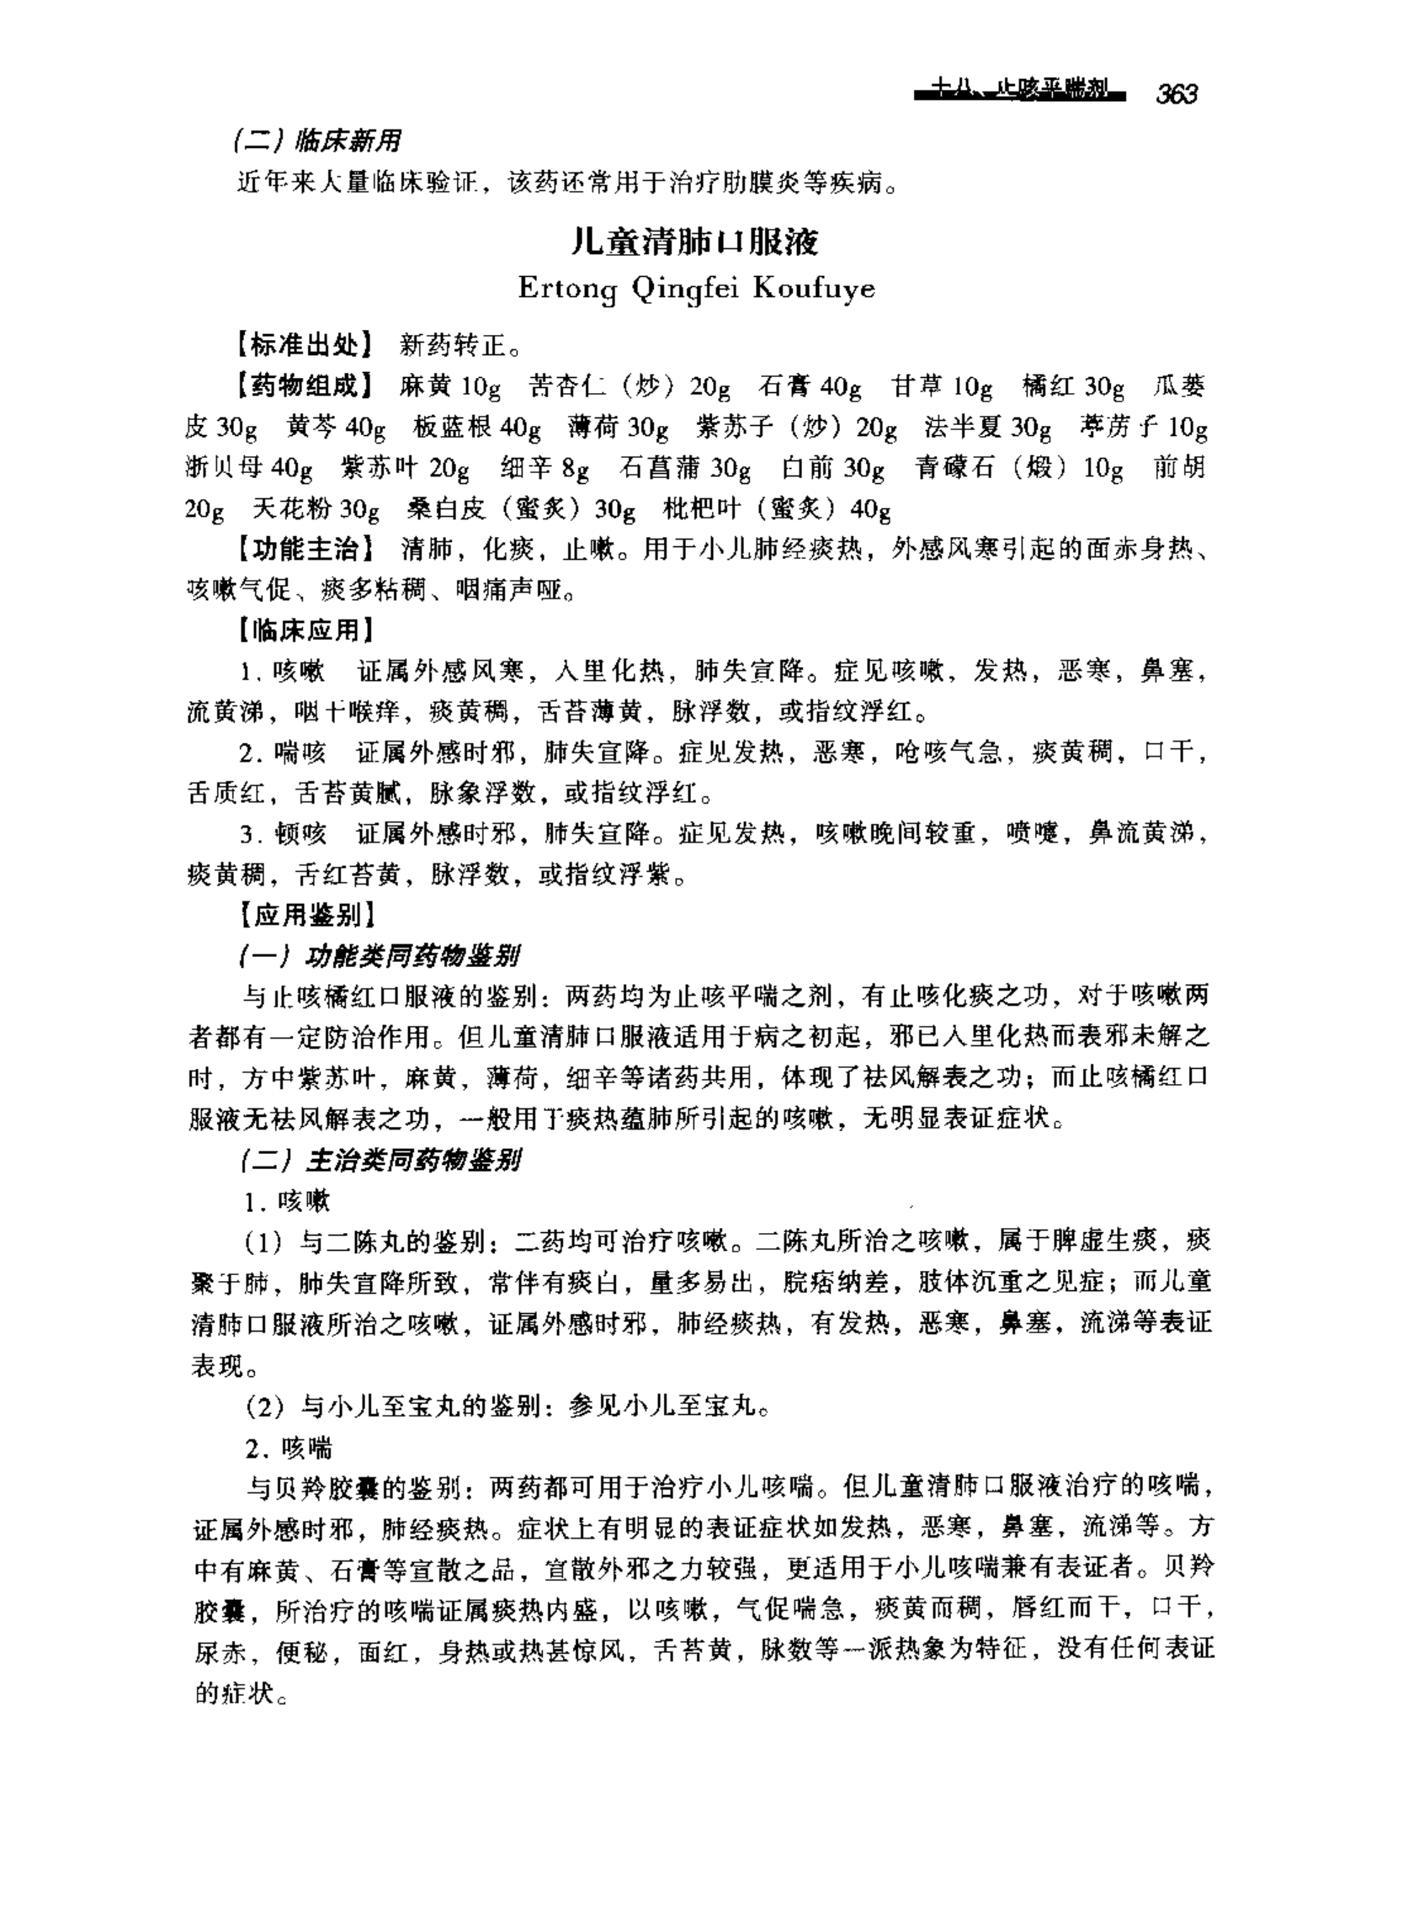 十八、止咳平喘剂 363
(二) 临床新用
近年来大量临床验证，该药还常用于治疗肋膜炎等疾病。
儿童清肺口服液
Ertong Qingfei Koufuye
【标准出处】 新药转正。
【药物组成】 麻黄 10g 苦杏仁（炒）20g 石膏 40g 甘草 10g 橘红 30g 瓜蒌
皮 30g 黄芩 40g 板蓝根 40g 薄荷 30g 紫苏子（炒）20g 法半夏 30g 葶苈子 10g
浙贝母 40g 紫苏叶 20g 细辛 8g 石菖蒲 30g 白前 30g 青礞石（煅）10g 前胡
20g 天花粉 30g 桑白皮（蜜炙）30g 枇杷叶（蜜炙）40g
【功能主治】 清肺，化痰，止嗽。用于小儿肺经痰热，外感风寒引起的面赤身热、
咳嗽气促、痰多粘稠、咽痛声哑。
【临床应用】
1. 咳嗽 证属外感风寒，入里化热，肺失宣降。症见咳嗽，发热，恶寒，鼻塞，
流黄涕，咽干喉痒，痰黄稠，舌苔薄黄，脉浮数，或指纹浮红。
2. 喘咳 证属外感时邪，肺失宣降。症见发热，恶寒，呛咳气急，痰黄稠，口干，
舌质红，舌苔黄腻，脉象浮数，或指纹浮红。
3. 顿咳 证属外感时邪，肺失宣降。症见发热，咳嗽晚间较重，喷嚏，鼻流黄涕，
痰黄稠，舌红苔黄，脉浮数，或指纹浮紫。
【应用鉴别】
(一) 功能类同药物鉴别
与止咳橘红口服液的鉴别：两药均为止咳平喘之剂，有止咳化痰之功，对于咳嗽两
者都有一定防治作用。但儿童清肺口服液适用于病之初起，邪已入里化热而表邪未解之
时，方中紫苏叶，麻黄，薄荷，细辛等诸药共用，体现了祛风解表之功；而止咳橘红口
服液无祛风解表之功，一般用于痰热蕴肺所引起的咳嗽，无明显表证症状。
(二) 主治类同药物鉴别
1. 咳嗽
(1) 与二陈丸的鉴别：二药均可治疗咳嗽。二陈丸所治之咳嗽，属于脾虚生痰，痰
聚于肺，肺失宣降所致，常伴有痰白，量多易出，脘痞纳差，肢体沉重之见症；而儿童
清肺口服液所治之咳嗽，证属外感时邪，肺经痰热，有发热，恶寒，鼻塞，流涕等表证
表现。
(2) 与小儿至宝丸的鉴别：参见小儿至宝丸。
2. 咳喘
与贝羚胶囊的鉴别：两药都可用于治疗小儿咳喘。但儿童清肺口服液治疗的咳喘，
证属外感时邪，肺经痰热。症状上有明显的表证症状如发热，恶寒，鼻塞，流涕等。方
中有麻黄、石膏等宣散之品，宣散外邪之力较强，更适用于小儿咳喘兼有表证者。贝羚
胶囊，所治疗的咳喘证属痰热内盛，以咳嗽，气促喘急，痰黄而稠，唇红而干，口干，
尿赤，便秘，面红，身热或热甚惊风，舌苔黄，脉数等一派热象为特征，没有任何表证
的症状。